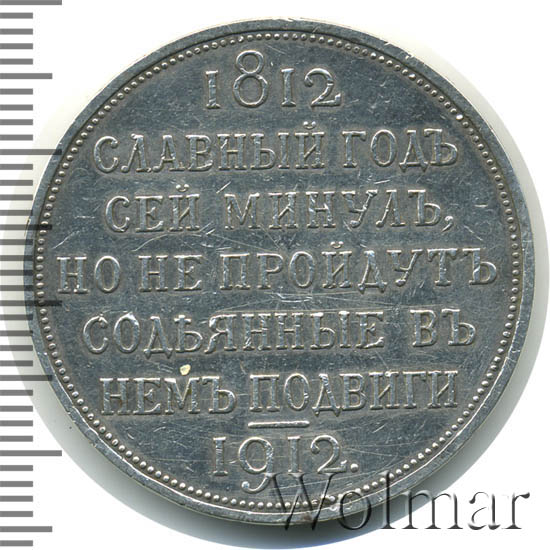 1812
СЛАВНЫЙ ГОДЪ
СЕЙ МИНУЛЪ,
НО НЕ ПРОЙДУТЪ
СОДѢЯННЫЕ ВЪ
НЕМЪ ПОДВИГИ
1912.
Wolmar